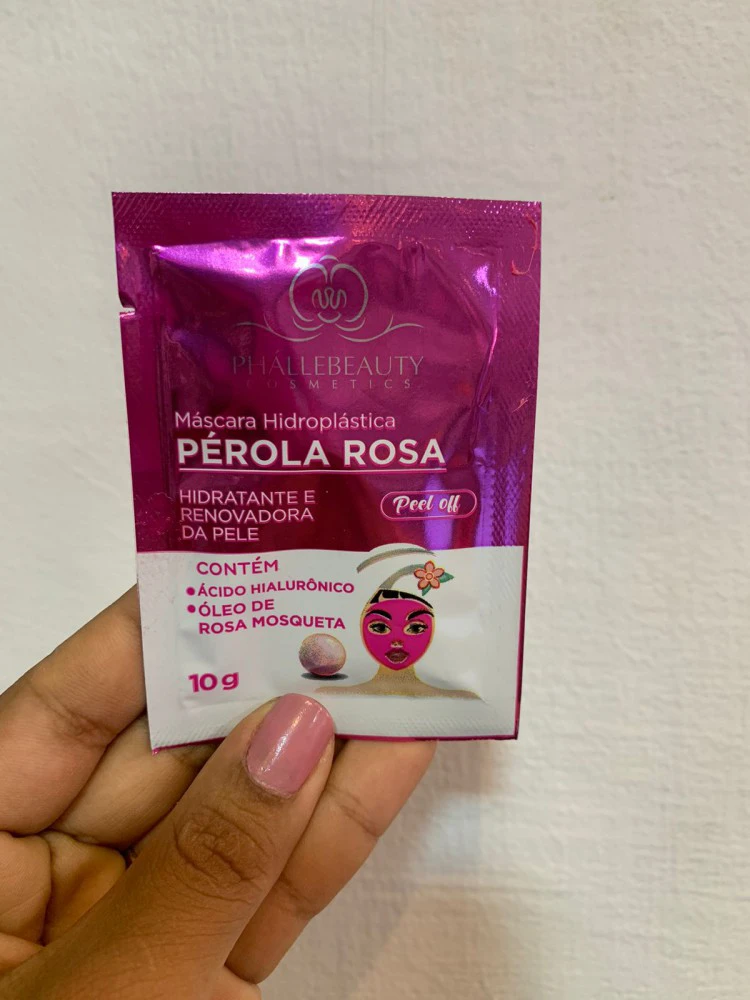 PHÁLLEBEAUTY
COSMETICS
Máscara Hidroplástica
PÉROLA ROSA
HIDRATANTE E
RENOVADORA
DA PELE
Peel off
CONTÉM
•ÁCIDO HIALURÔNICO
•ÓLEO DE
ROSA MOSQUETA
10g